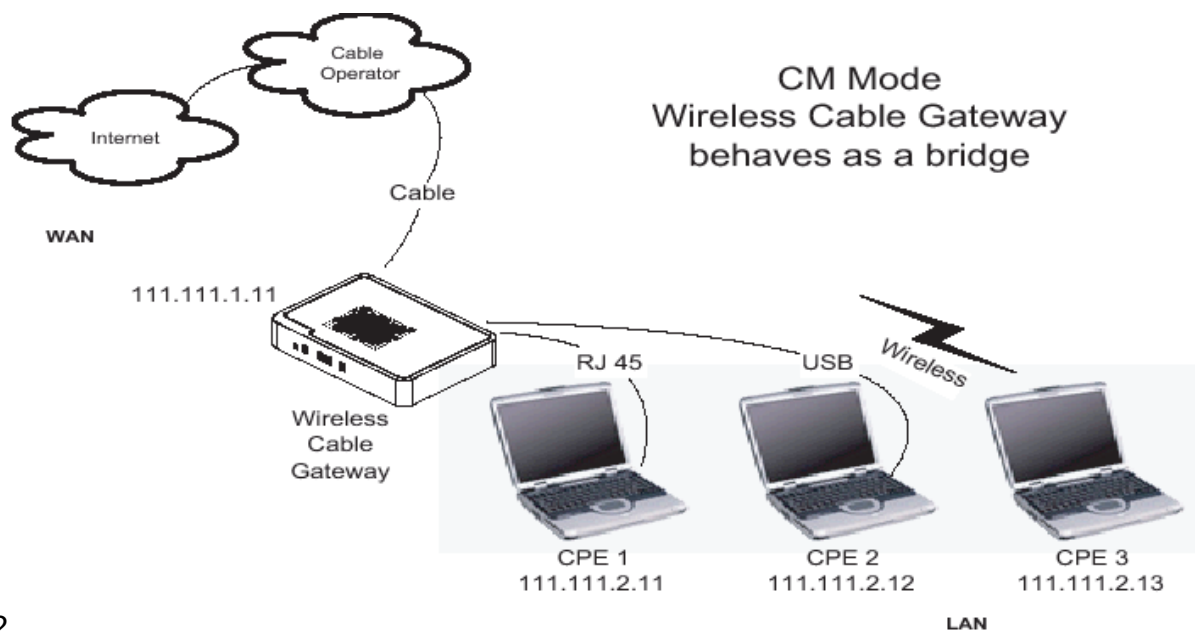 Cable
Operator
Internet
CM Mode
Wireless Cable Gateway
behaves as a bridge
Cable
WAN
111.111.1.11
RJ 45
USB
Wireless
Wireless
Cable
Gateway
CPE 1
111.111.2.11
CPE 2
111.111.2.12
CPE 3
111.111.2.13
LAN